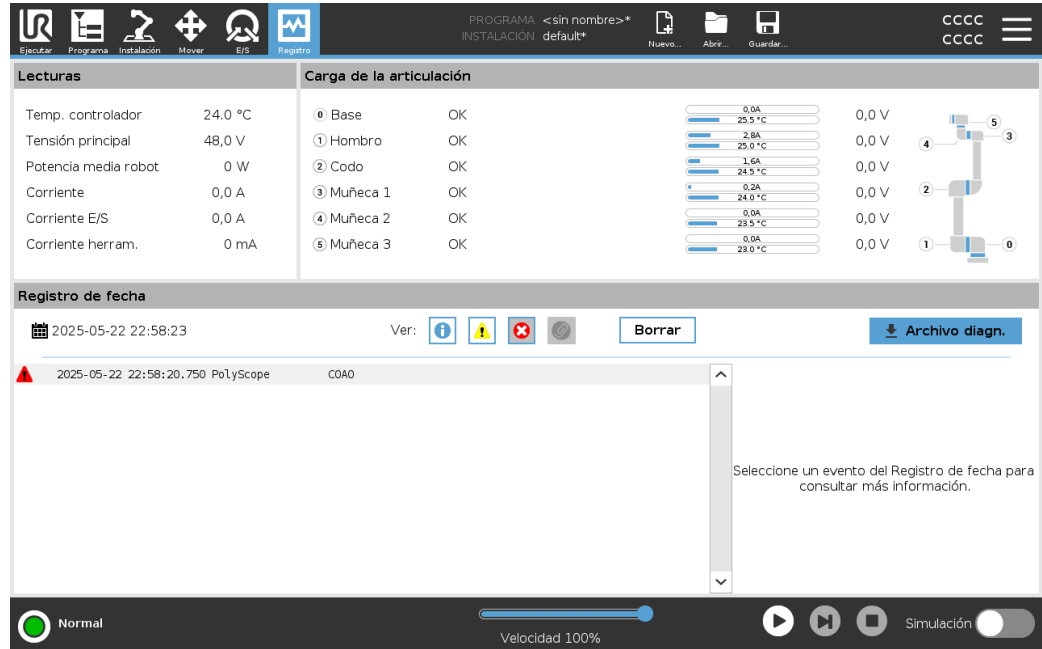 PROGRAMA <sin nombre>*
INSTALACIÓN default*
Ejecutar Programa Instalación Mover E/S Registro
Nuevo... Abrir... Guardar...
CCCC
CCCC
Lecturas
Temp. controlador 24.0 °C
Tensión principal 48,0 V
Potencia media robot 0 W
Corriente 0,0 A
Corriente E/S 0,0 A
Corriente herram. 0 mA
Carga de la articulación
0 Base OK 0,0A 25.5 °C 0,0 V
1 Hombro OK 2,8A 25.0 °C 0,0 V
2 Codo OK 1,6A 24.5 °C 0,0 V
3 Muñeca 1 OK 0,2A 24.0 °C 0,0 V
4 Muñeca 2 OK 0,0A 23.5 °C 0,0 V
5 Muñeca 3 OK 0,0A 23.0 °C 0,0 V
5
3
4
2
1 0
Registro de fecha
2025-05-22 22:58:23 Ver: Borrar Archivo diagn.
2025-05-22 22:58:20.750 PolyScope C0A0
Seleccione un evento del Registro de fecha para
consultar más información.
Normal
Velocidad 100%
Simulación